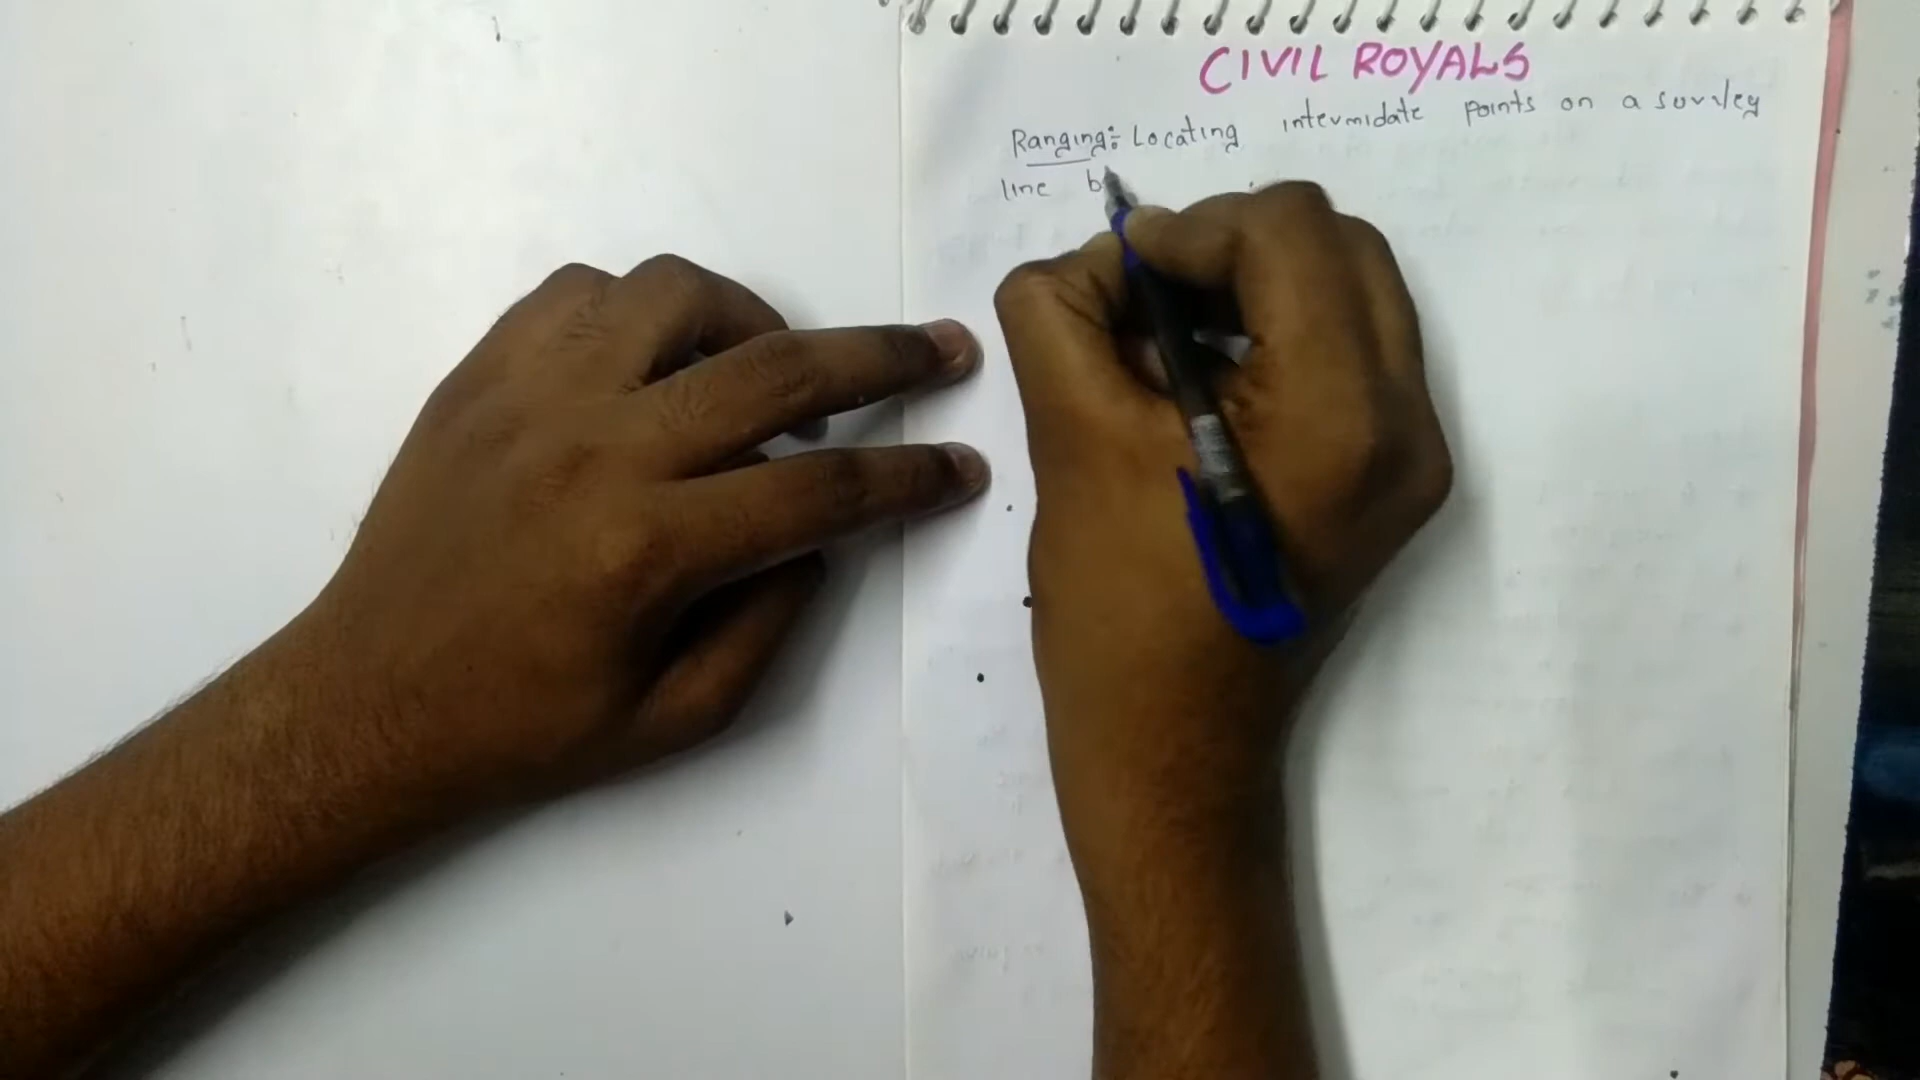 CIVIL ROYALS
Ranging:- Locating intermidate points on a survey
line b